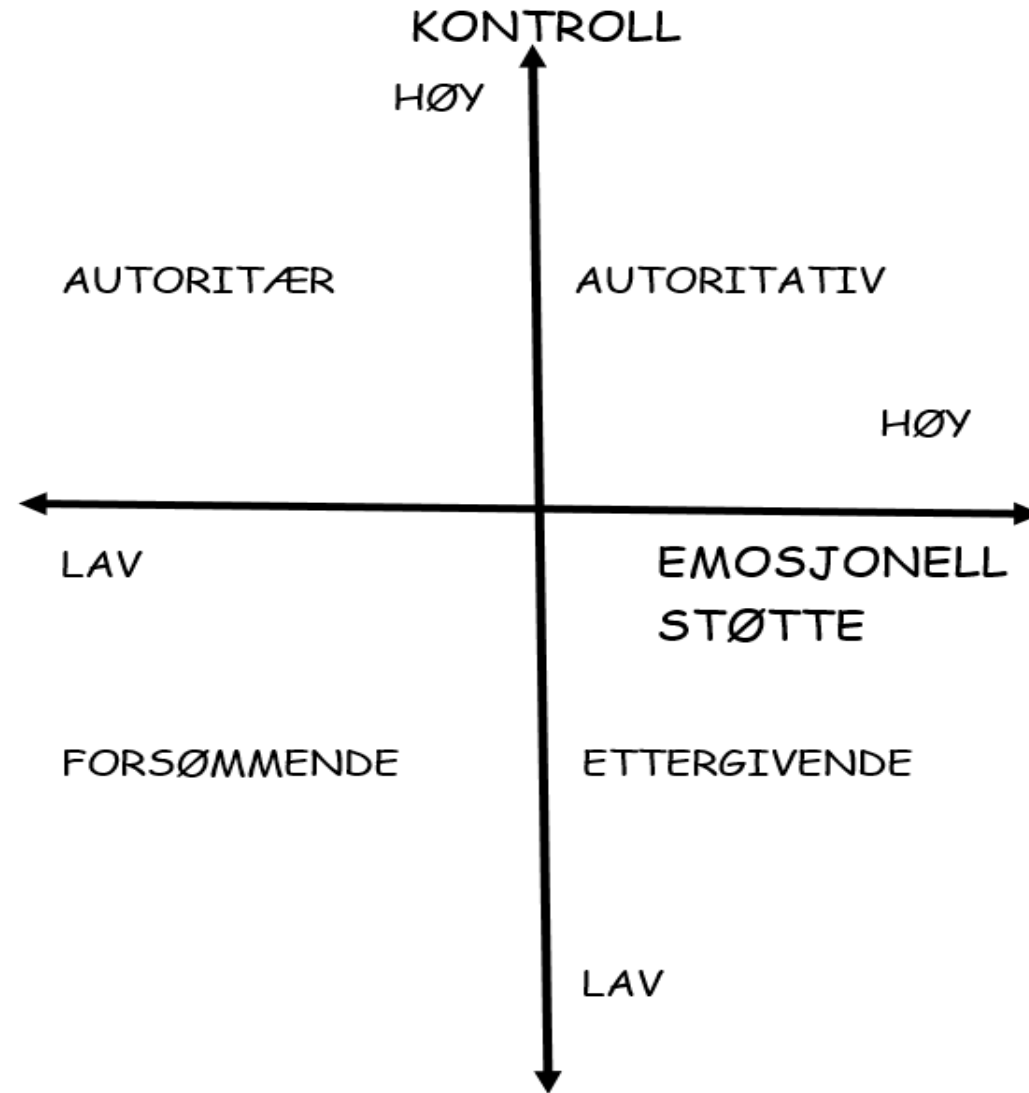 KONTROLL
HØY
AUTORITÆR
AUTORITATIV
HØY
LAV
EMOSJONELL
STØTTE
FORSØMMENDE
ETTERGIVENDE
LAV